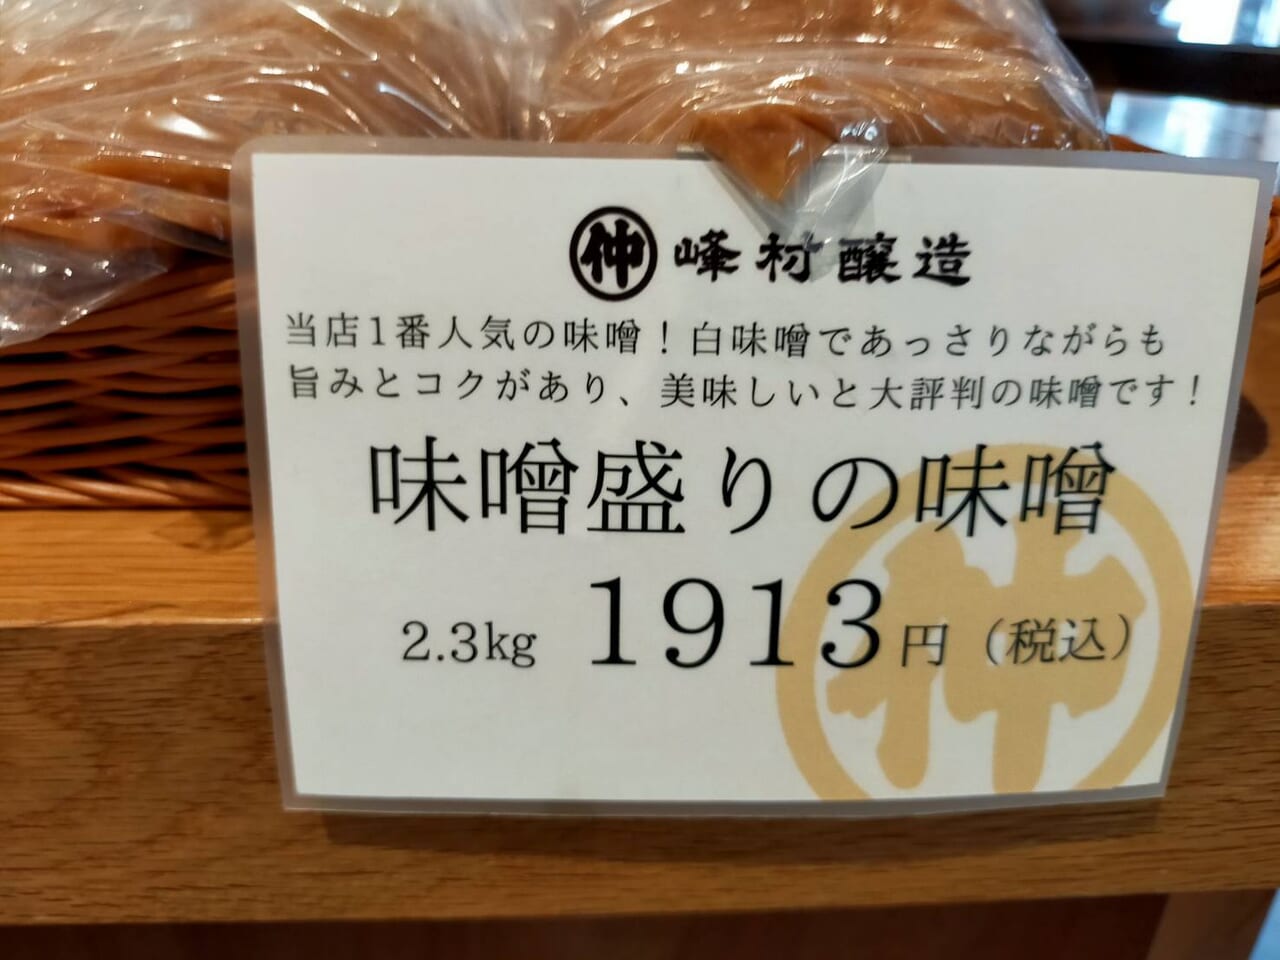 仲 峰村醸造
当店1番人気の味噌！白味噌であっさりながらも
旨みとコクがあり、美味しいと大評判の味噌です！
味噌盛りの味噌
2.3kg 1913円（税込）
仲